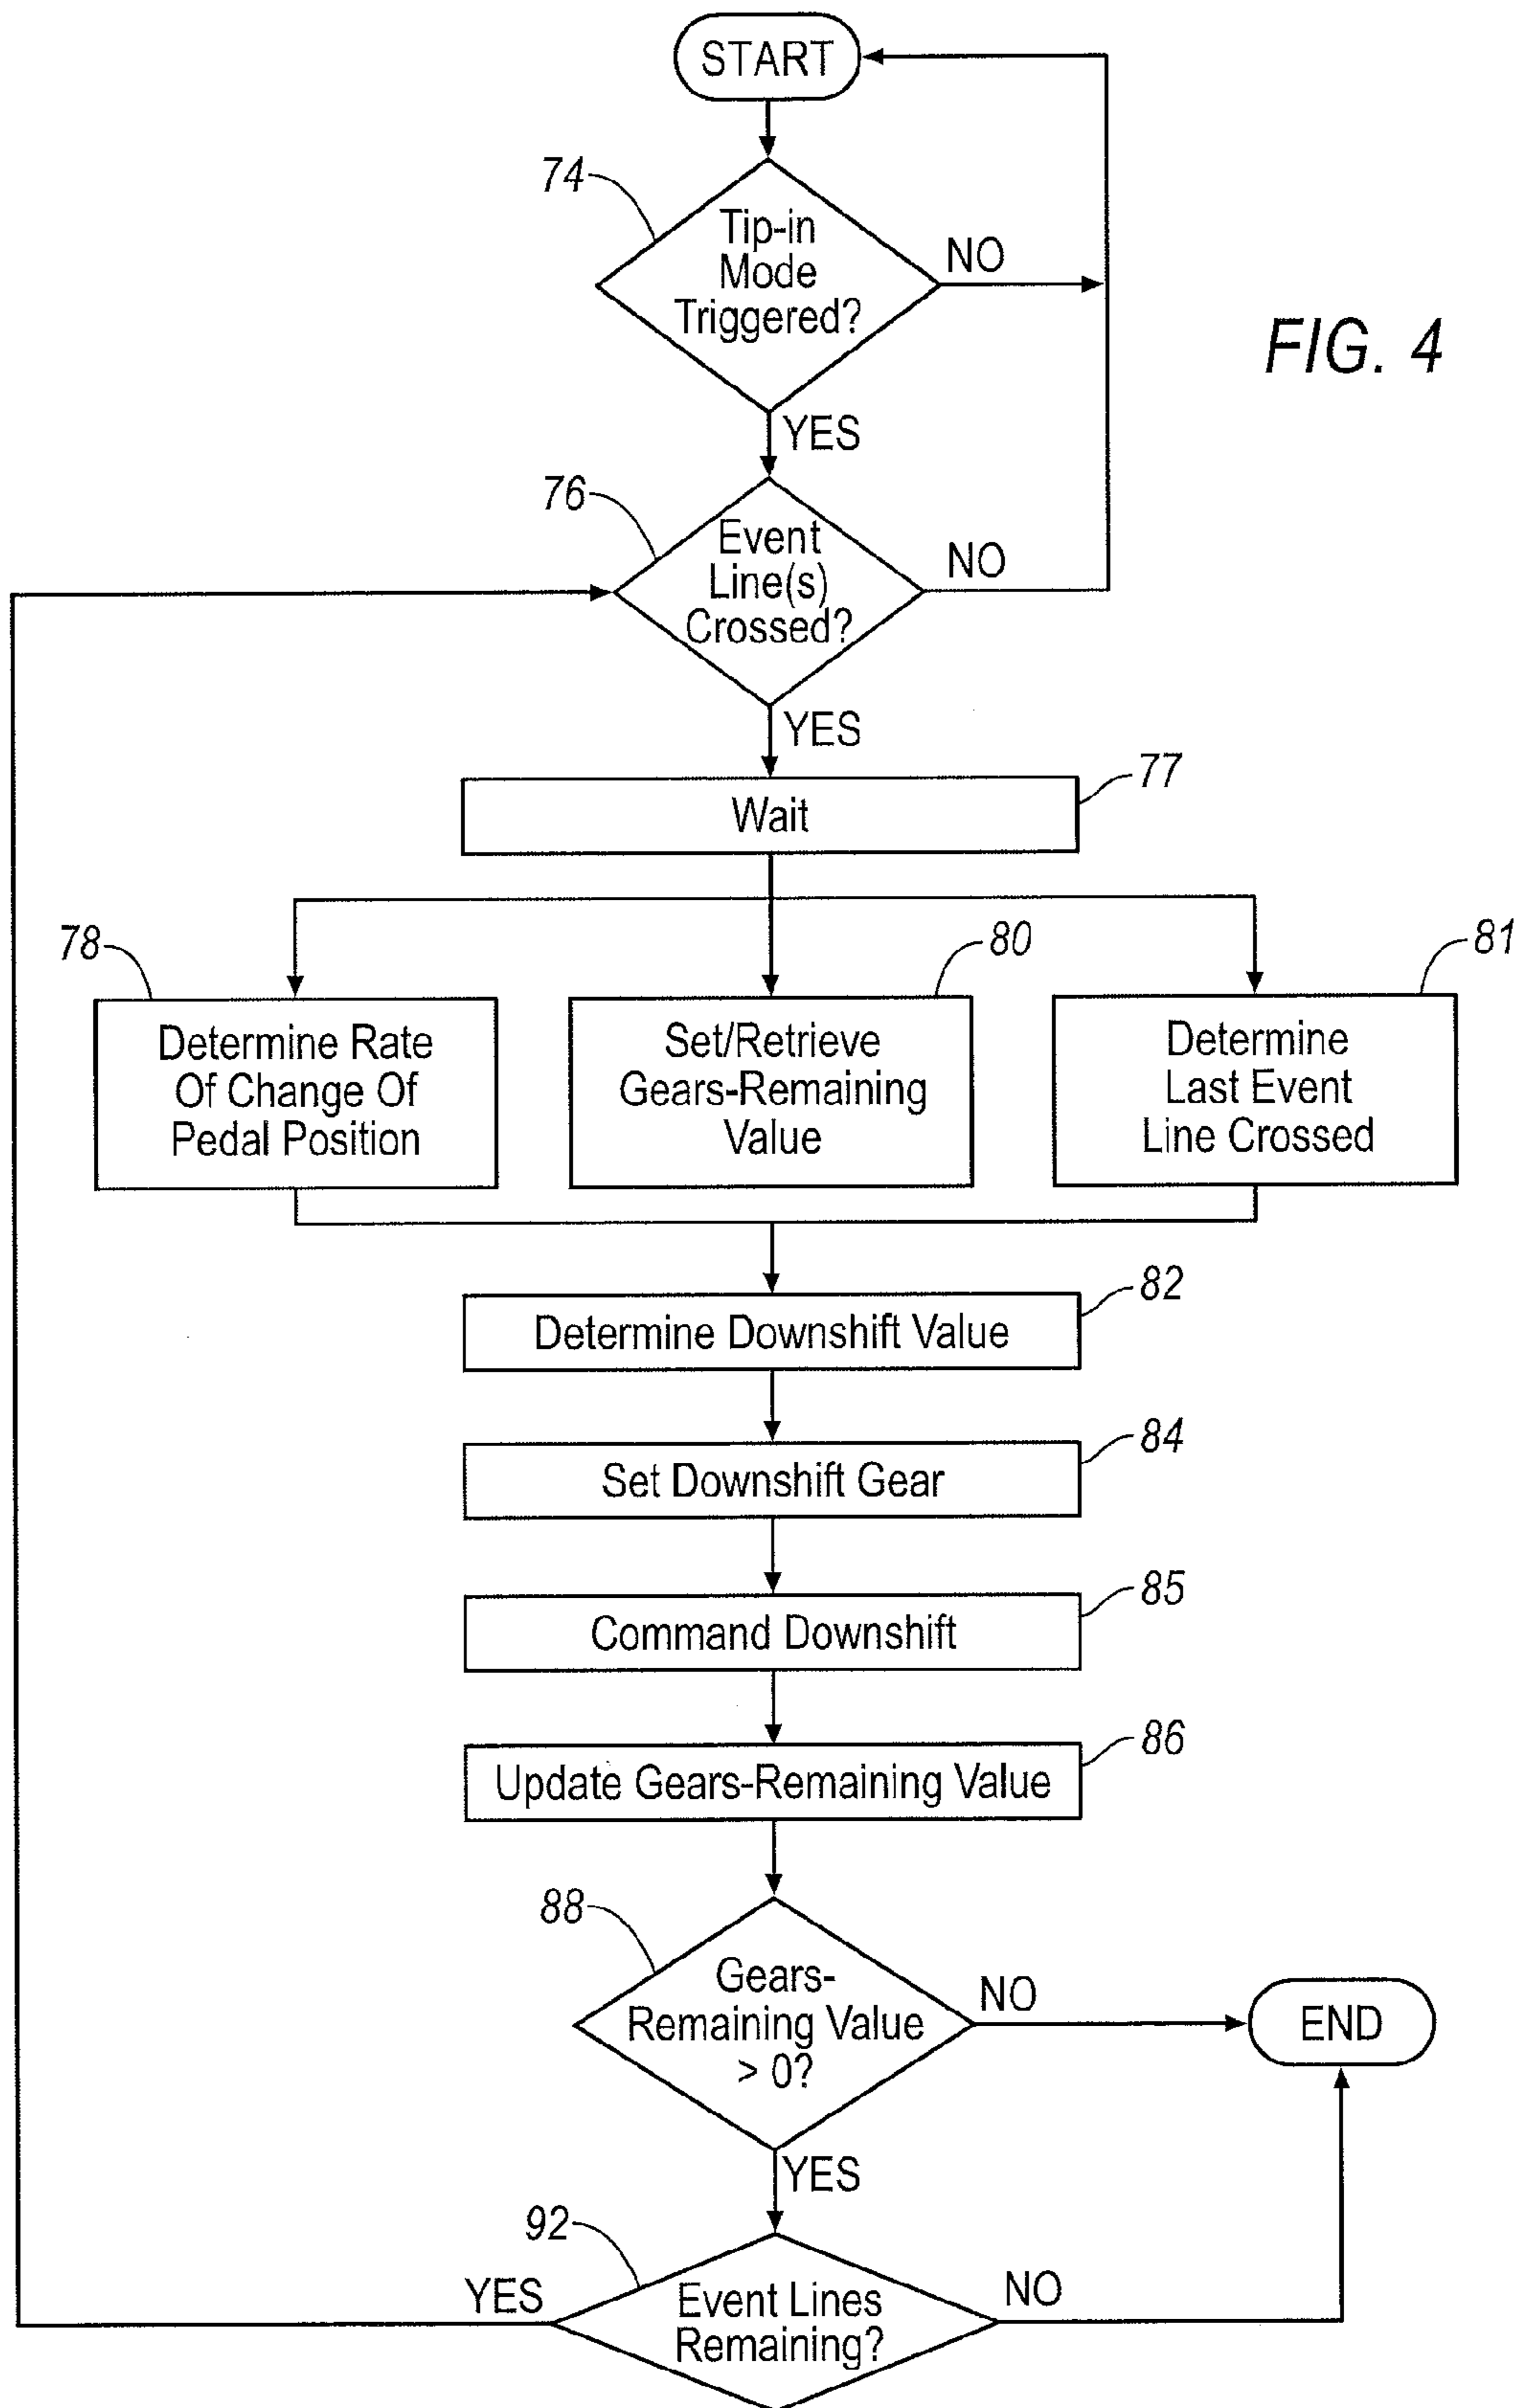 START
74
Tip-in
Mode
Triggered?
NO
FIG. 4
YES
76
Event
Line(s)
Crossed?
NO
YES
77
Wait
78
80
81
Determine Rate
Of Change Of
Pedal Position
Set/Retrieve
Gears-Remaining
Value
Determine
Last Event
Line Crossed
82
Determine Downshift Value
84
Set Downshift Gear
85
Command Downshift
86
Update Gears-Remaining Value
88
Gears-
Remaining Value
> 0?
NO
END
YES
92
YES
Event Lines
Remaining?
NO